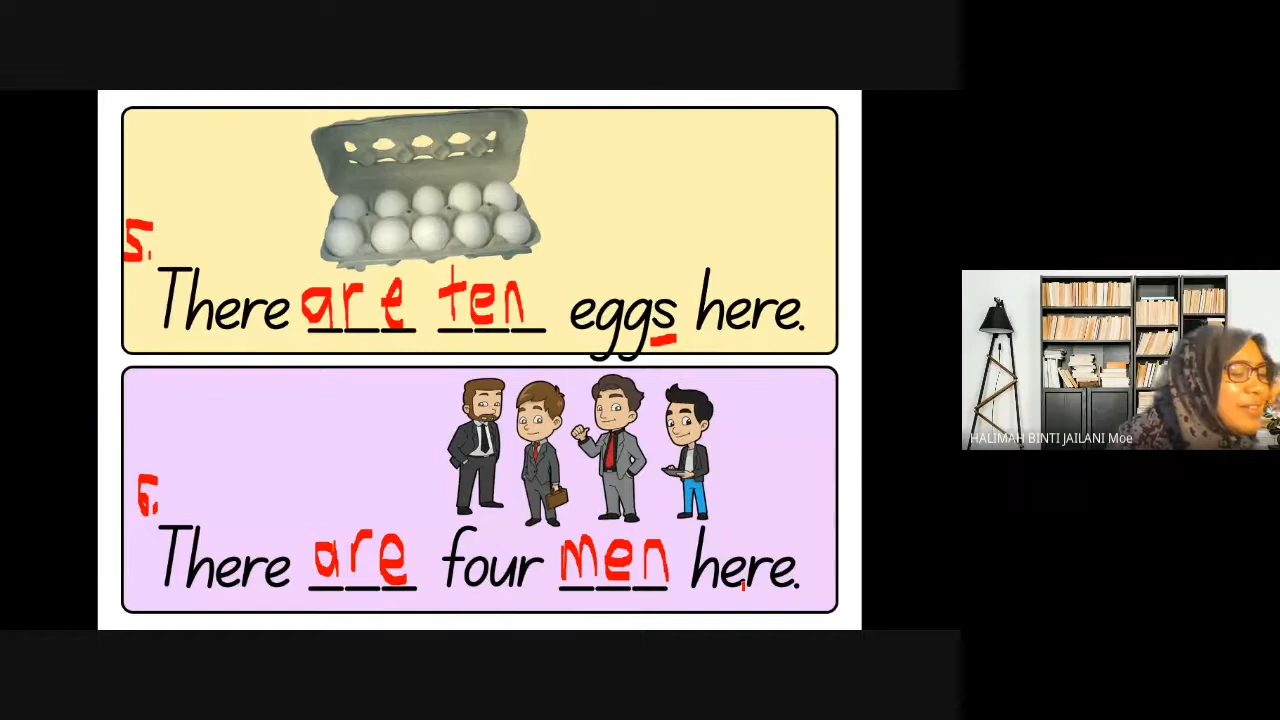 5.
There are ten eggs here.
6.
There are four men here.
HALIMAH BINTI JAILANI Moe